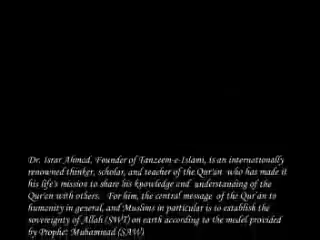 Dr. Israr Ahmad, Founder of Tanzeem-e-Islami, is an internationally
renowned thinker, scholar, and teacher of the Qur'an who has made it
his life's mission to share his knowledge and understanding of the
Qur'an with others. For him, the central message of the Qur'an to
humanity in general, and Muslims in particular is to establish the
sovereignty of Allah (SWT) on earth according to the model provided
by Prophet Muhammad (SAW)